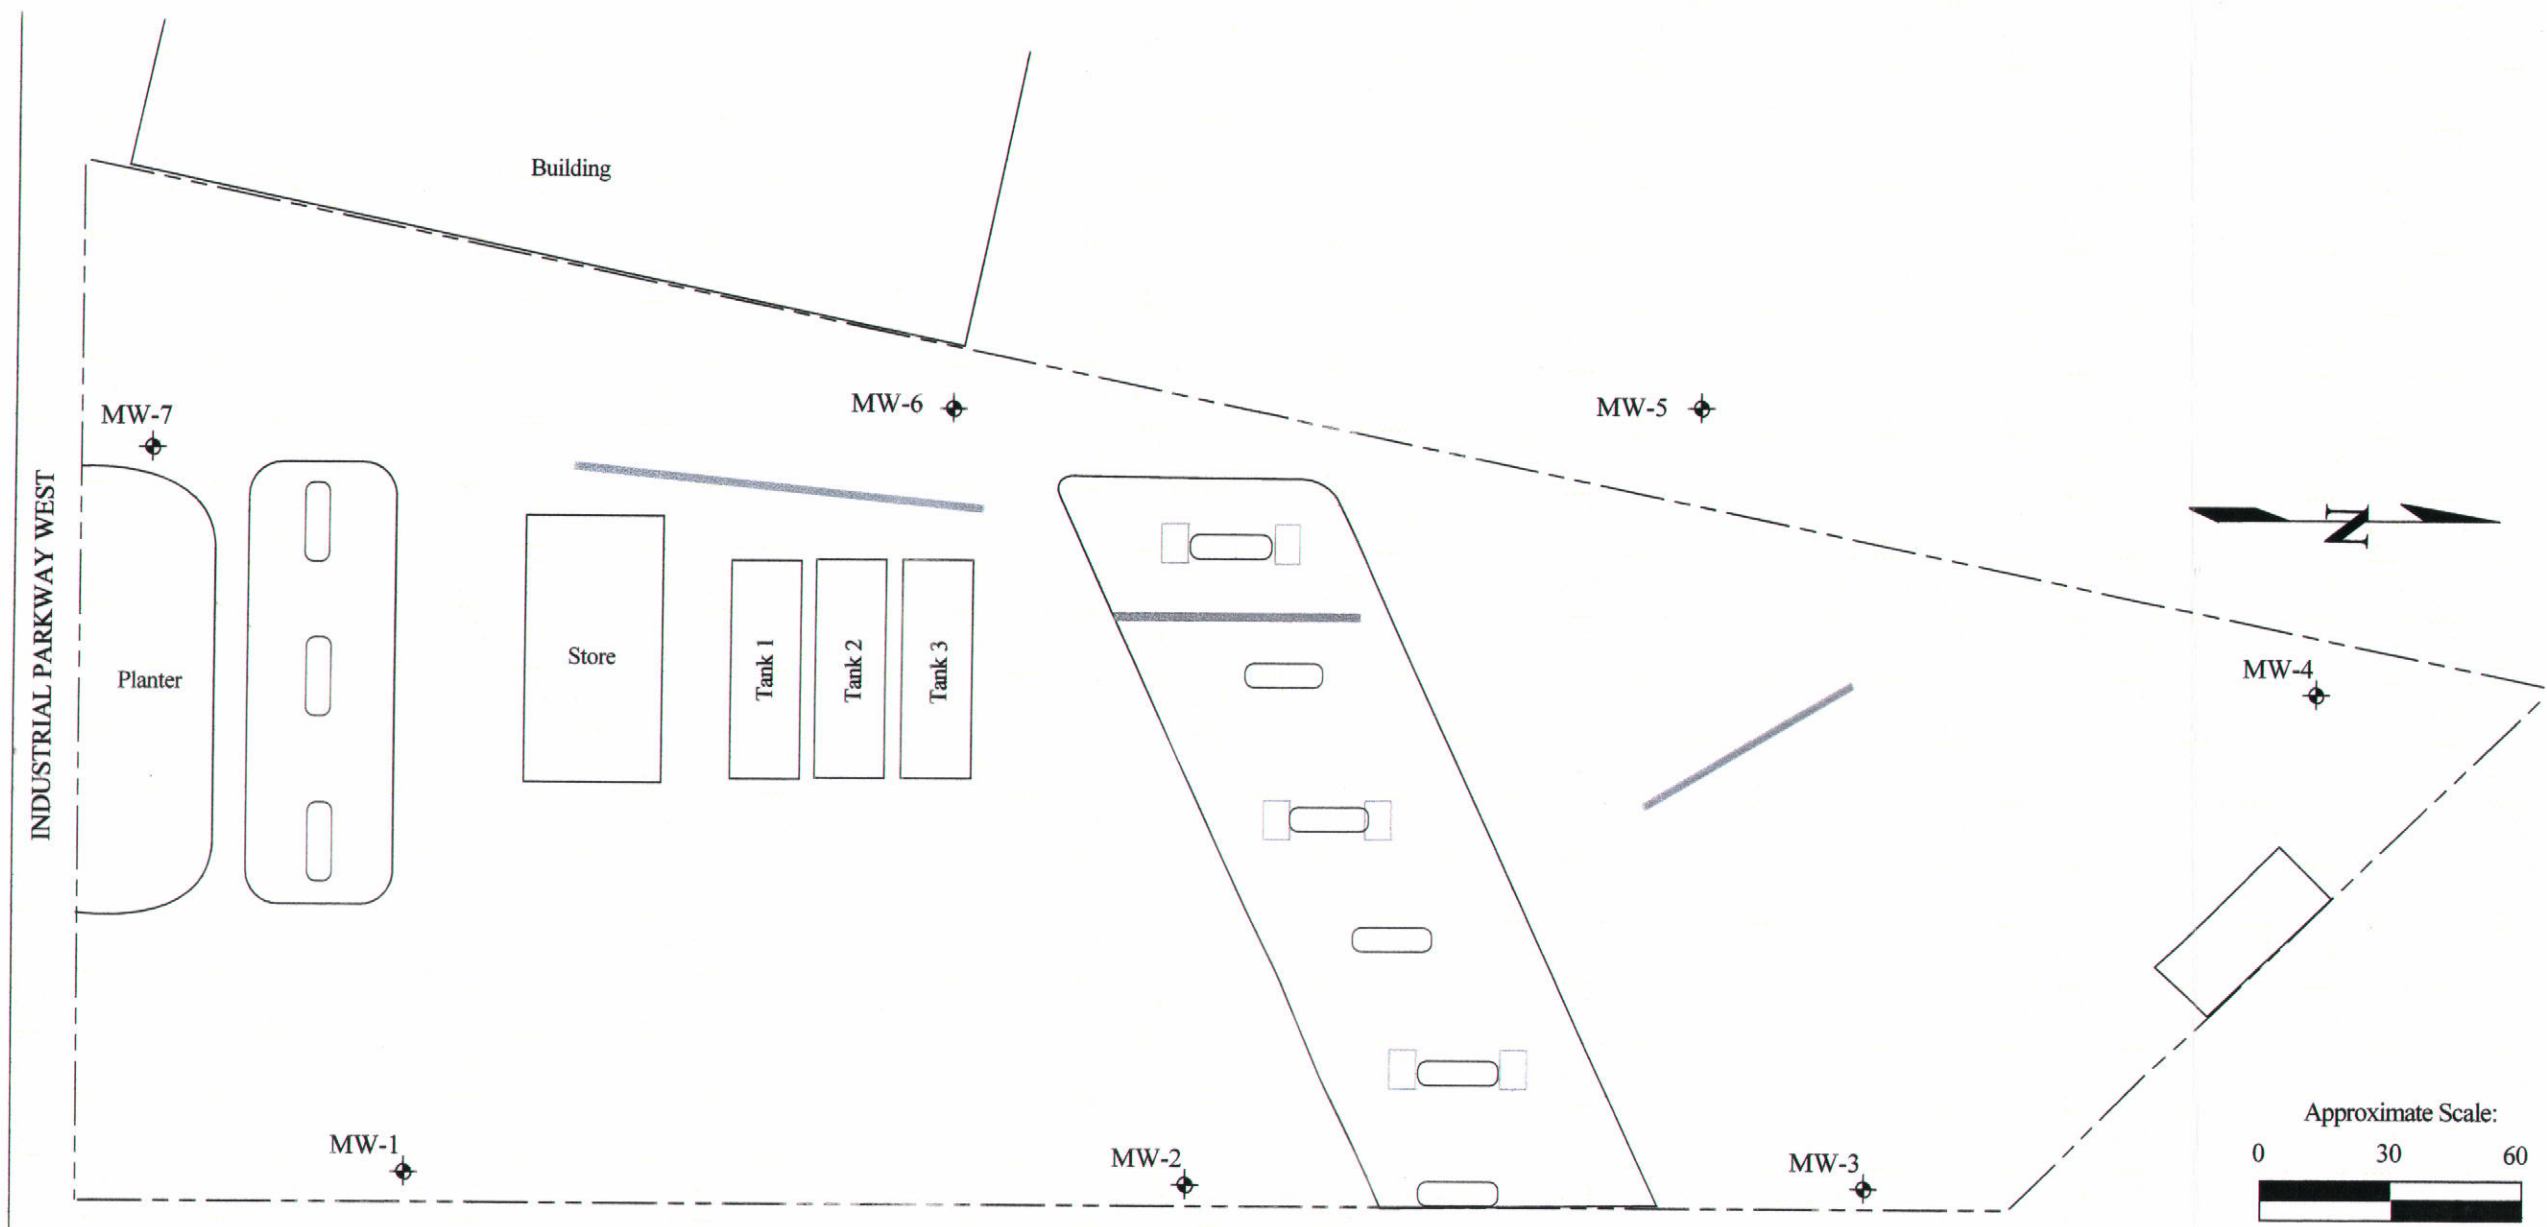 Building
MW-7
MW-6
MW-5
INDUSTRIAL PARKWAY WEST
Planter
Store
Tank 1
Tank 2
Tank 3
N
MW-4
MW-1
MW-2
MW-3
Approximate Scale:
0 30 60